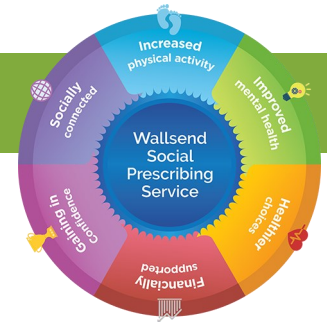 Increased
physical activity
Improved
mental health
Healthier
choices
Financially
supported
Gaining in
Confidence
Socially
connected
Wallsend
Social
Prescribing
Service